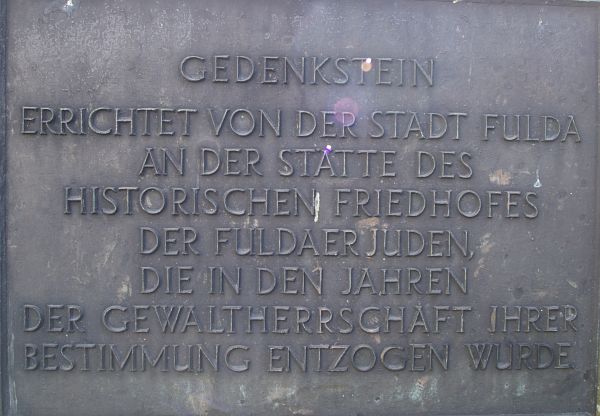 GEDENKSTEIN
ERRICHTET VON DER STADT FULDA
AN DER STÄTTE DES
HISTORISCHEN FRIEDHOFES
DER FULDAER JUDEN,
DIE IN DEN JAHREN
DER GEWALTHERRSCHAFT IHRER
BESTIMMUNG ENTZOGEN WURDE.